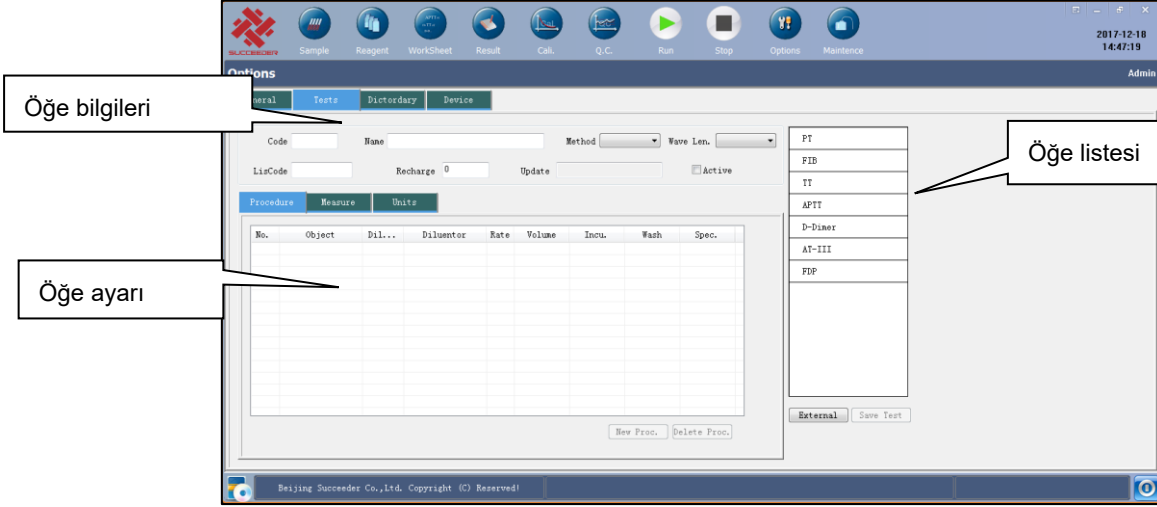 SUCCEEDER Sample Reagent WorkSheet Result Cali. Q.C. Run Stop Options Maintence
2017-12-18
14:47:19
Options Admin
neral Tests Dictordary Device
Öğe bilgileri
Code Name Method Wave Len.
LisCode Recharge 0 Update Active
Procedure Measure Units
No. Object Dil... Diluentor Rate Volume Incu. Wash Spec.
Öğe ayarı
New Proc. Delete Proc.
PT
FIB
TT
APTT
D-Dimer
AT-III
FDP
Öğe listesi
External Save Test
Beijing Succeeder Co.,Ltd. Copyright (C) Reserved!